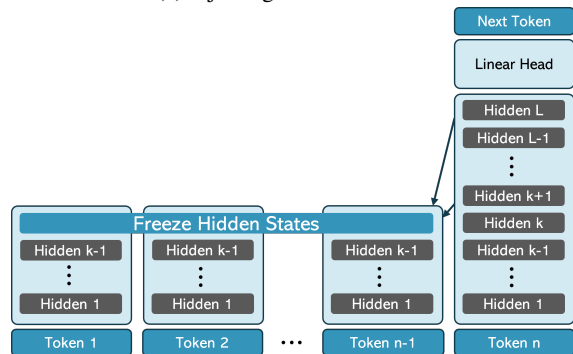 Next Token
Linear Head
Hidden L
Hidden L-1
Hidden k+1
Freeze Hidden States
Hidden k
Hidden k-1
Hidden k-1
Hidden k-1
Hidden k-1
Hidden 1
Hidden 1
Hidden 1
Hidden 1
Token 1
Token 2
...
Token n-1
Token n